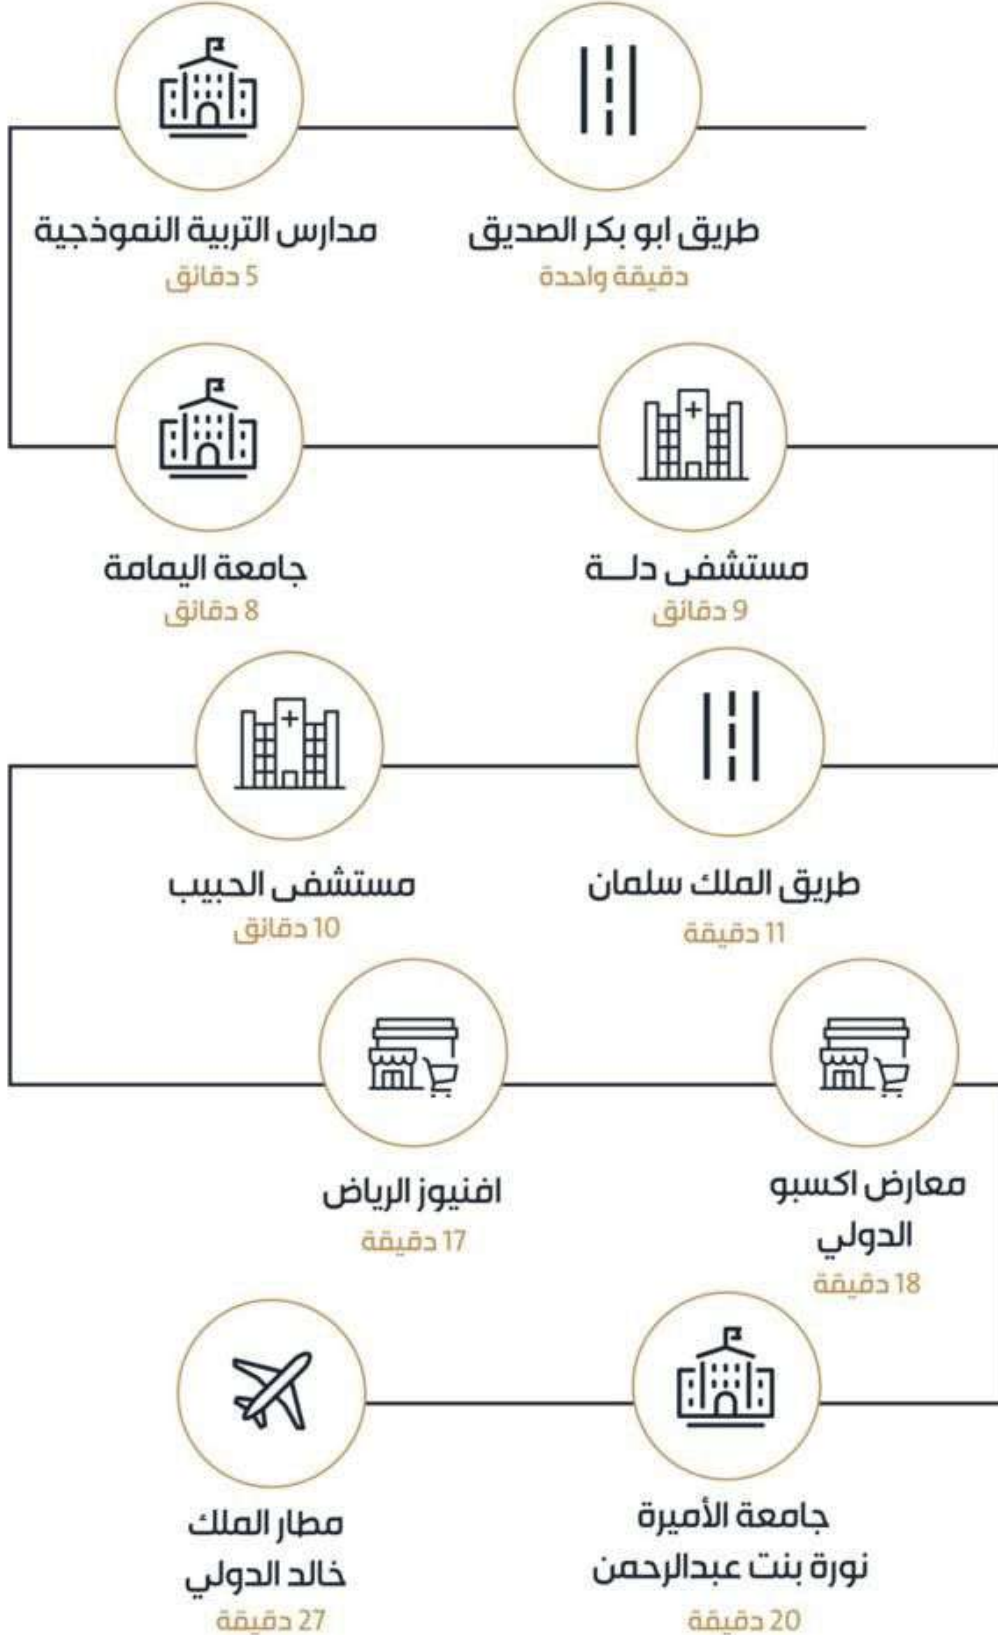 طريق ابو بكر الصديق
دقيقة واحدة
مدارس التربية النموذجية
5 دقائق
جامعة اليمامة
8 دقائق
مستشفى دلــة
9 دقائق
طريق الملك سلمان
11 دقيقة
مستشفى الحبيب
10 دقائق
افنيوز الرياض
17 دقيقة
معارض اكسبو
الدولي
18 دقيقة
جامعة الأميرة
نورة بنت عبدالرحمن
20 دقيقة
مطار الملك
خالد الدولي
27 دقيقة